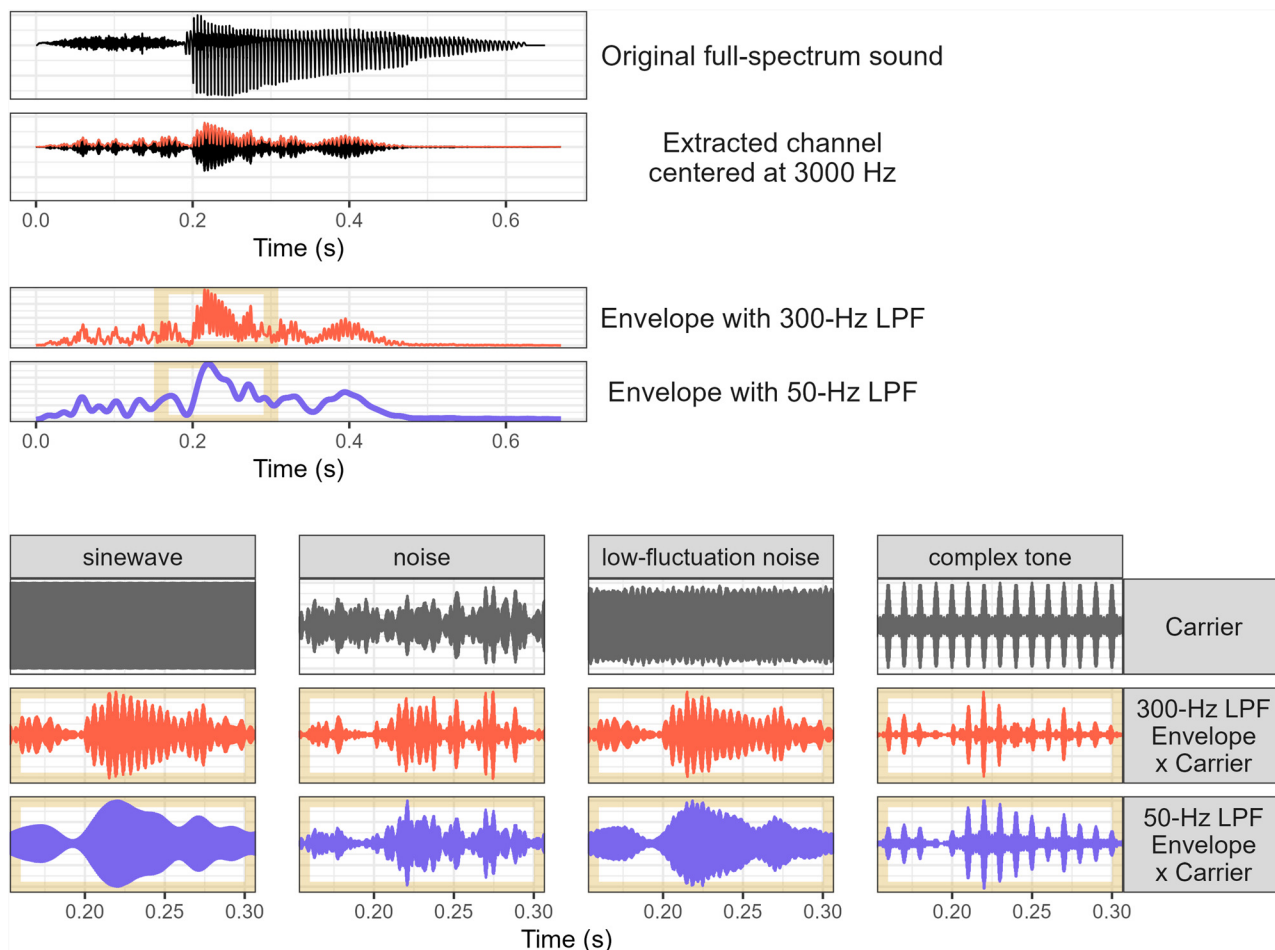 Original full-spectrum sound
Extracted channel
centered at 3000 Hz
0.0 0.2 0.4 0.6
Time (s)
Envelope with 300-Hz LPF
Envelope with 50-Hz LPF
0.0 0.2 0.4 0.6
Time (s)
sinewave
noise
low-fluctuation noise
complex tone
Carrier
300-Hz LPF
Envelope
x Carrier
50-Hz LPF
Envelope
x Carrier
0.20 0.25 0.30
0.20 0.25 0.30
0.20 0.25 0.30
0.20 0.25 0.30
Time (s)